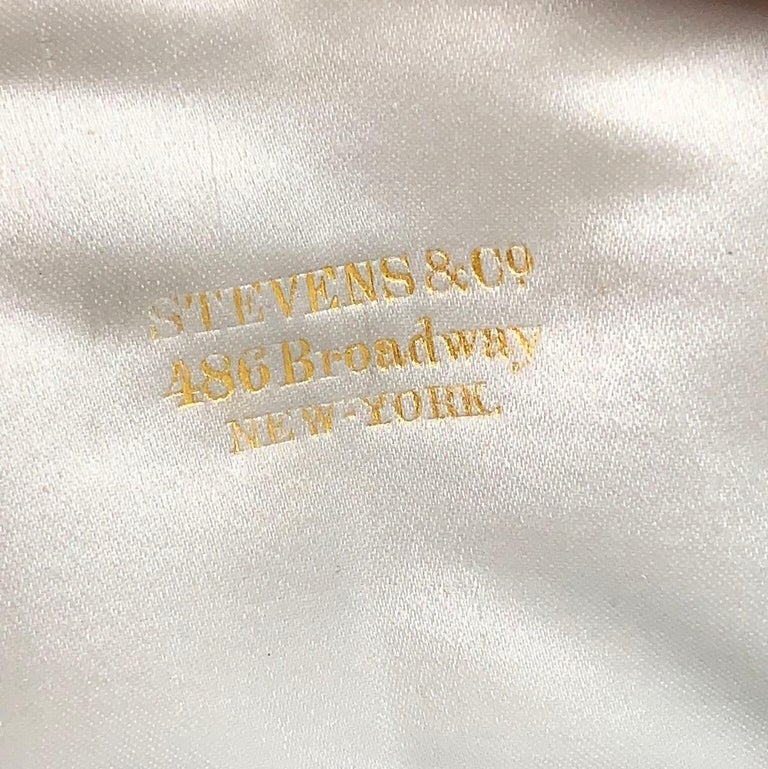 STEVENS & Cº
486 Broadway
NEW-YORK.